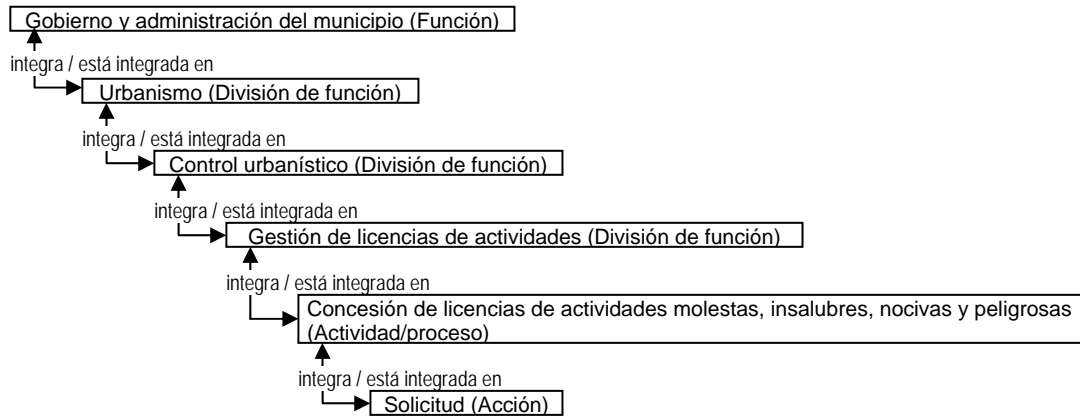 Gobierno y administración del municipio (Función)
integra / está integrada en
Urbanismo (División de función)
integra / está integrada en
Control urbanístico (División de función)
integra / está integrada en
Gestión de licencias de actividades (División de función)
integra / está integrada en
Concesión de licencias de actividades molestas, insalubres, nocivas y peligrosas
(Actividad/proceso)
integra / está integrada en
Solicitud (Acción)